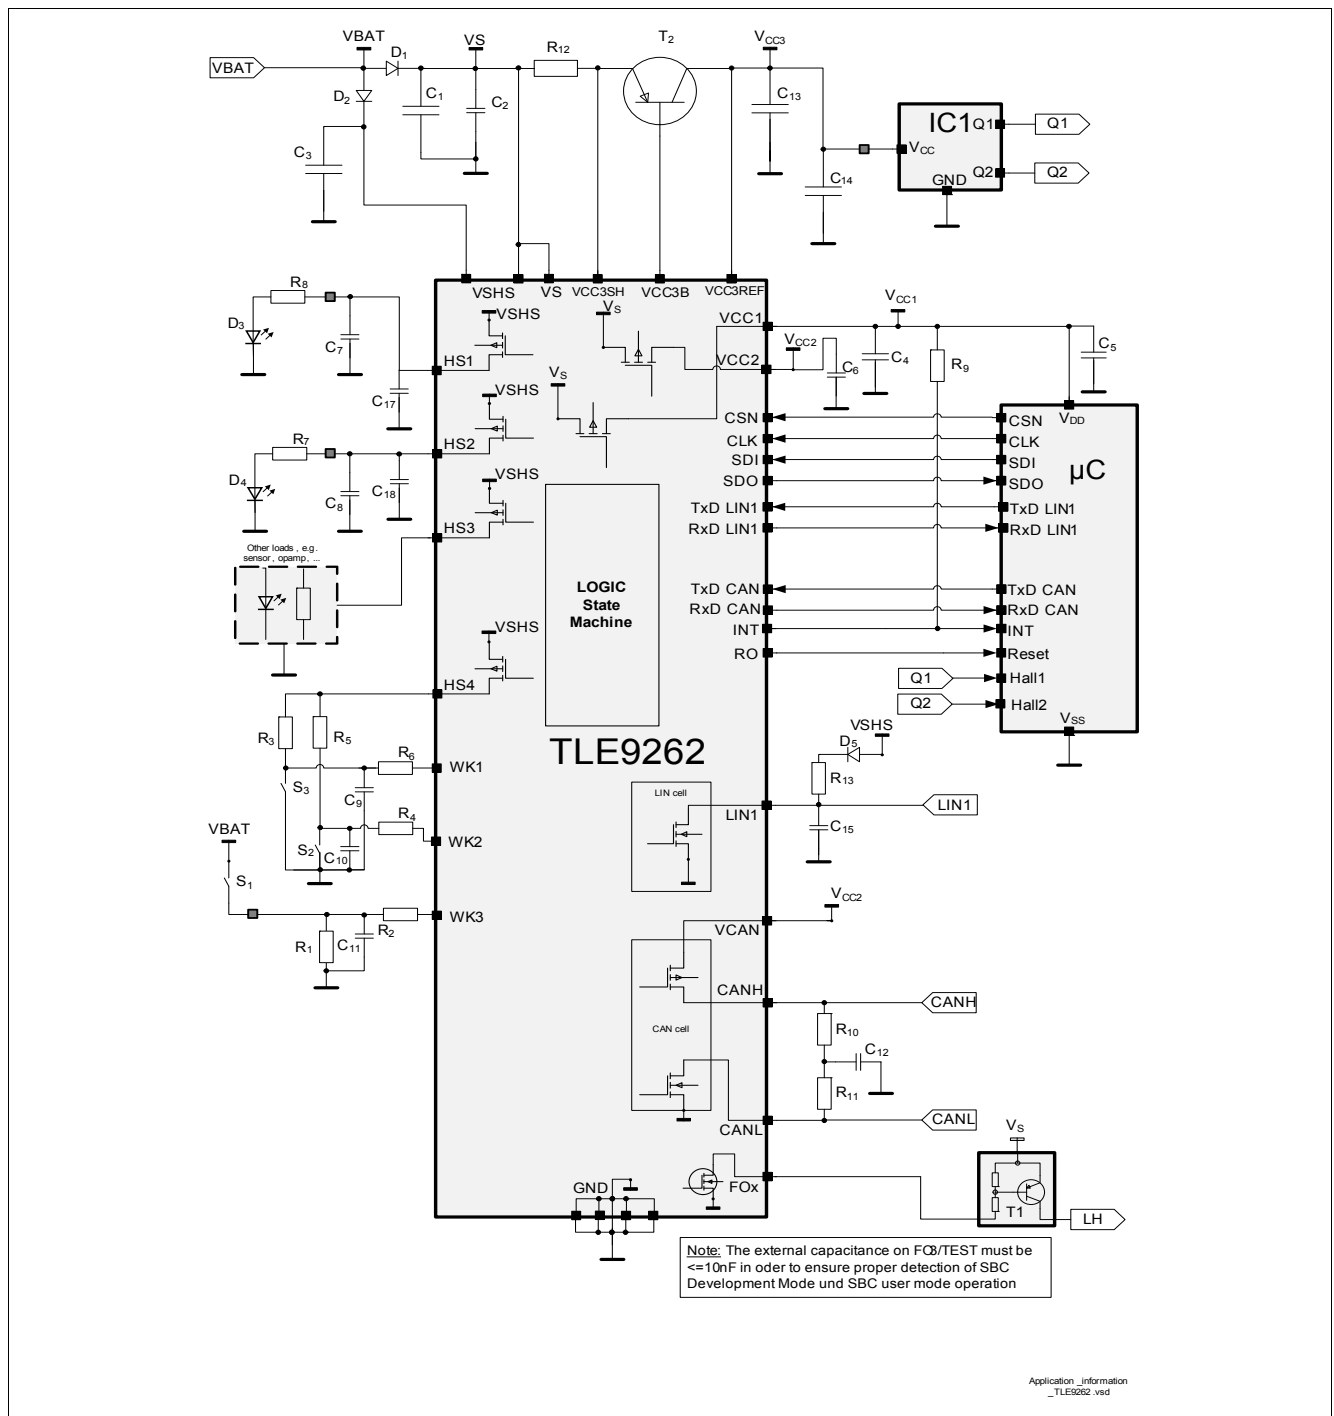 VBAT
VBAT
D1
VS
R12
T2
VCC3
D2
C1
C2
C13
C3
C14
IC1
Q1
Q1
VCC
Q2
Q2
GND
VSHS
VS
VCC3SH
VCC3B
VCC3REF
R8
D3
C7
C17
HS1
VSHS
VS
VS
VCC1
VCC2
VCC1
VCC2
C6
C4
R9
C5
R7
D4
C8
C18
HS2
VSHS
HS3
VSHS
CSN
CLK
SDI
SDO
TxD LIN1
RxD LIN1
TxD CAN
RxD CAN
INT
RO
VDD
CSN
CLK
SDI
SDO
µC
TxD LIN1
RxD LIN1
TxD CAN
RxD CAN
INT
Reset
Q1
Hall1
Q2
Hall2
VSS
Other loads , e.g.
sensor , opamp, ...
LOGIC
State
Machine
VSHS
HS4
R3
R5
R6
WK1
S3
C9
R4
WK2
S2
C10
VBAT
S1
R1
C11
R2
WK3
TLE9262
LIN cell
LIN1
VSHS
D5
R13
C15
LIN1
VCC2
VCAN
CANH
CAN cell
CANL
CANH
R10
C12
R11
CANL
FOx
GND
VS
T1
LH
Note: The external capacitance on FO3/TEST must be
<=10nF in oder to ensure proper detection of SBC
Development Mode und SBC user mode operation
Application _information
_TLE9262 .vsd